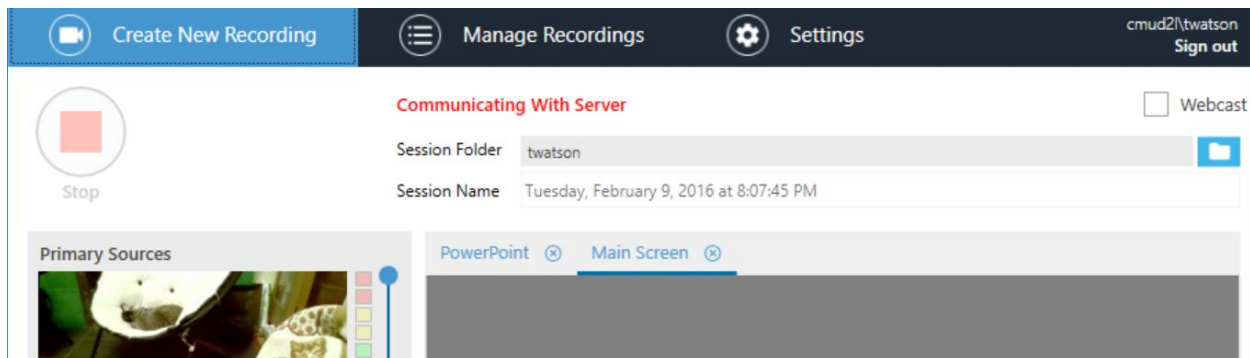 Create New Recording
Manage Recordings
Settings
cmud2l\twatson
Sign out
Communicating With Server
Webcast
Session Folder
twatson
Session Name
Tuesday, February 9, 2016 at 8:07:45 PM
Stop
Primary Sources
PowerPoint
Main Screen